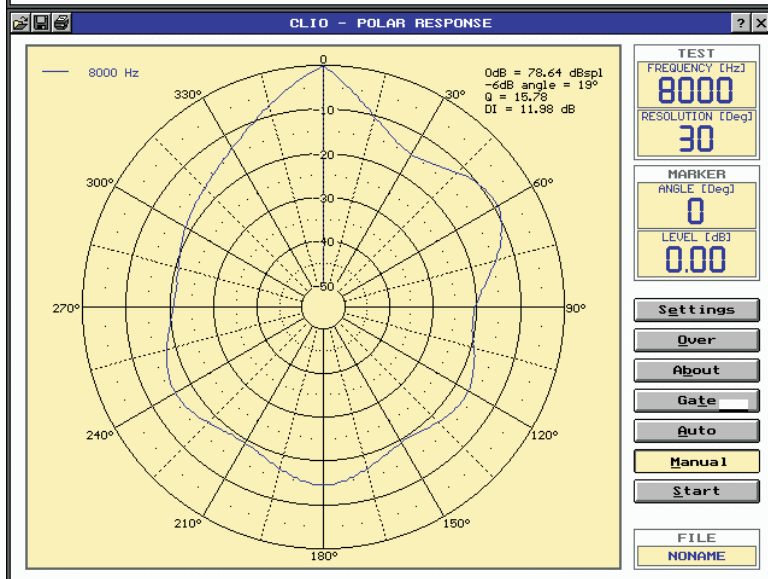 CLIO - POLAR RESPONSE
? X
8000 Hz
0dB = 78.64 dBspl
-6dB angle = 19°
Q = 15.78
DI = 11.98 dB
0
30°
60°
90°
120°
150°
180°
210°
240°
270°
300°
330°
-10
-20
-30
-40
-50
TEST
FREQUENCY [Hz]
8000
RESOLUTION [Deg]
30
MARKER
ANGLE [Deg]
0
LEVEL [dB]
0.00
Settings
Over
About
Gate
Auto
Manual
Start
FILE
NONAME